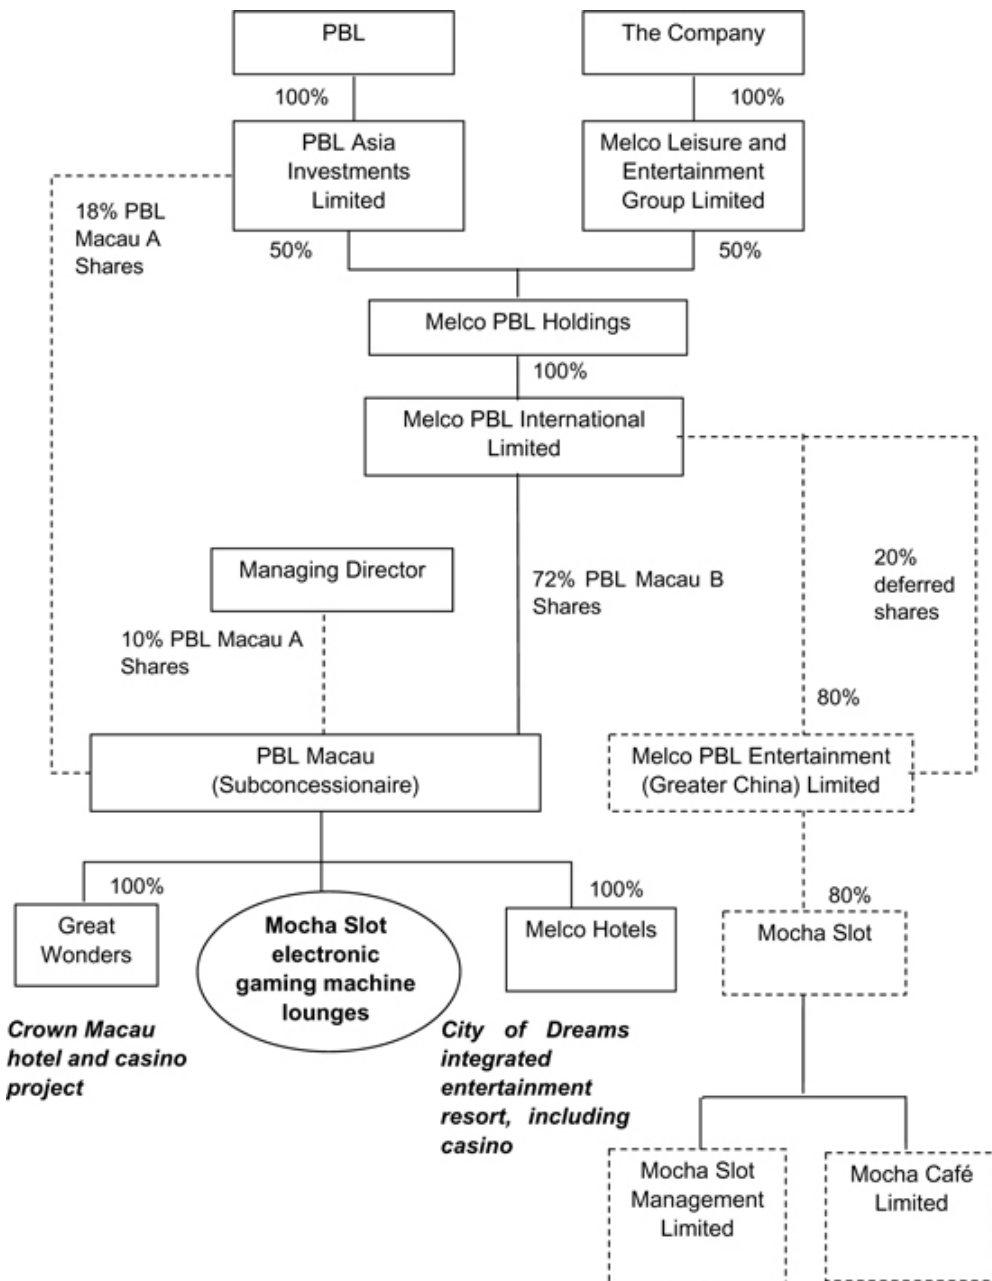 PBL
The Company
100%
100%
PBL Asia
Investments
Limited
Melco Leisure and
Entertainment
Group Limited
18% PBL
Macau A
Shares
50%
50%
Melco PBL Holdings
100%
Melco PBL International
Limited
Managing Director
72% PBL Macau B
Shares
20%
deferred
shares
10% PBL Macau A
Shares
80%
PBL Macau
(Subconcessionaire)
Melco PBL Entertainment
(Greater China) Limited
100%
100%
80%
Great
Wonders
Mocha Slot
electronic
gaming machine
lounges
Melco Hotels
Mocha Slot
Crown Macau
hotel and casino
project
City of Dreams
integrated
entertainment
resort, including
casino
Mocha Slot
Management
Limited
Mocha Café
Limited